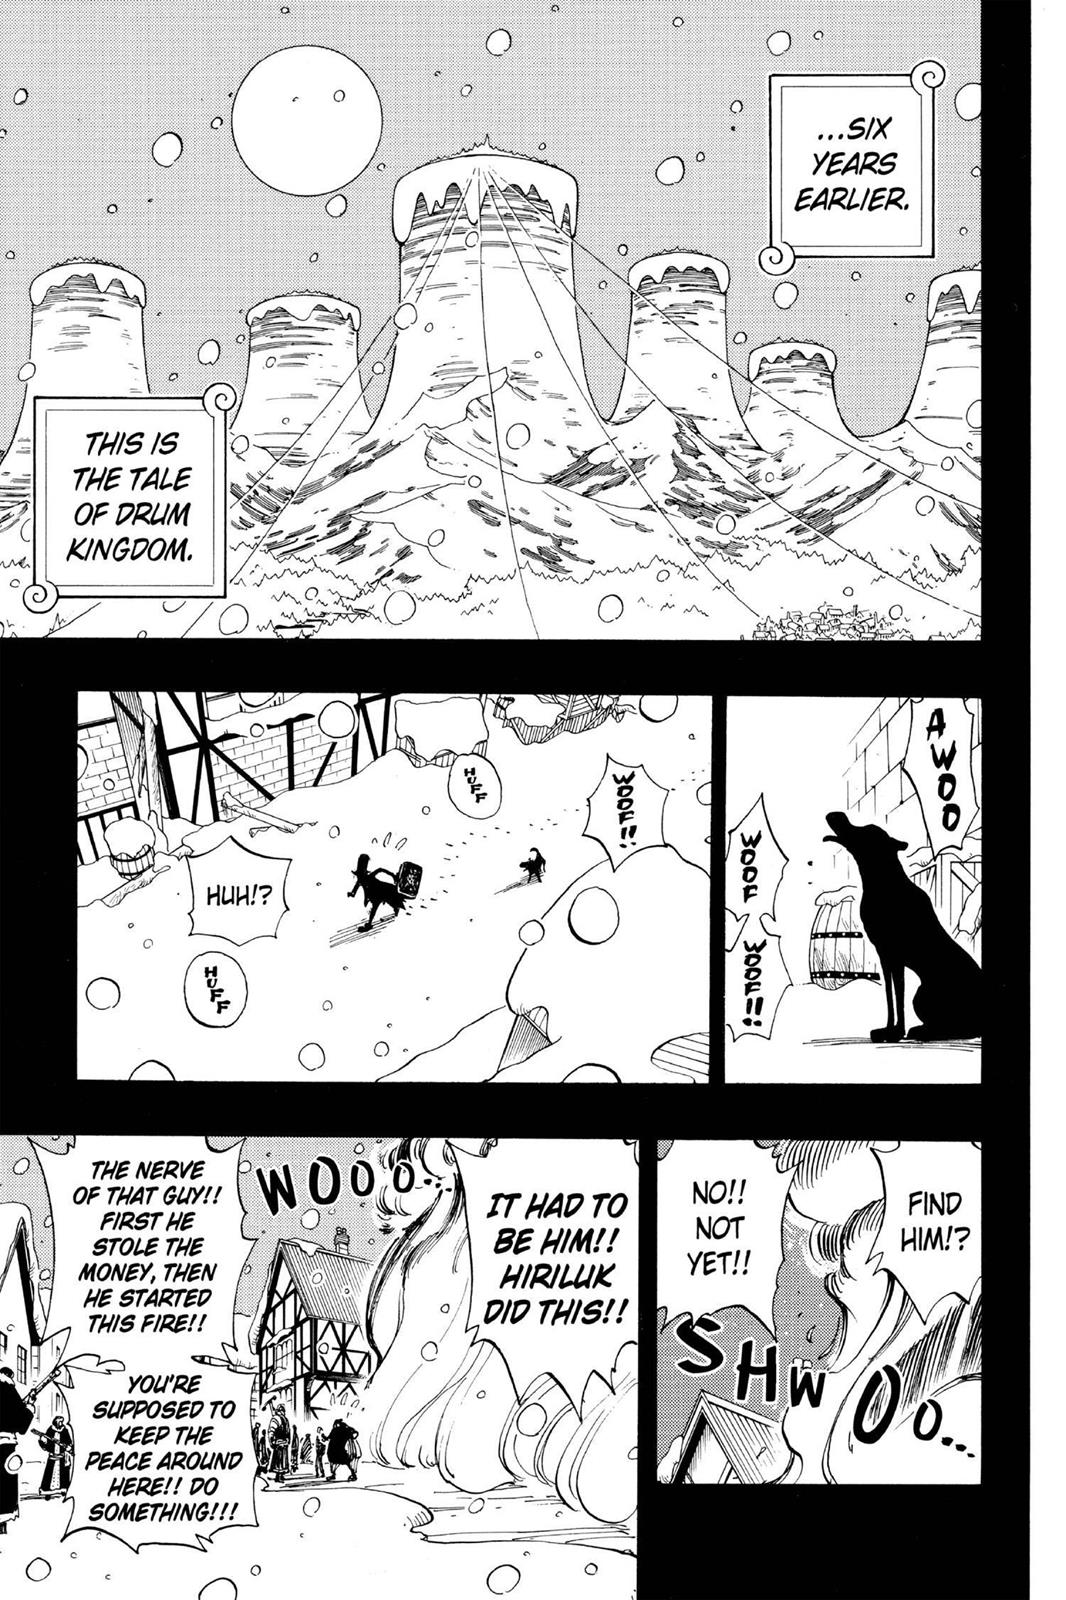 ...SIX
YEARS
EARLIER.
THIS IS
THE TALE
OF DRUM
KINGDOM.
AWOO
WOOF
WOOF!!
WOOF!!
HUFF
HUH!?
HUFF
FIND
HIM!?
NO!!
NOT
YET!!
SHWOO...
IT HAD TO
BE HIM!!
HIRILUK
DID THIS!!
WOOO...
THE NERVE
OF THAT GUY!!
FIRST HE
STOLE THE
MONEY, THEN
HE STARTED
THIS FIRE!!
YOU'RE
SUPPOSED TO
KEEP THE
PEACE AROUND
HERE!! DO
SOMETHING!!!